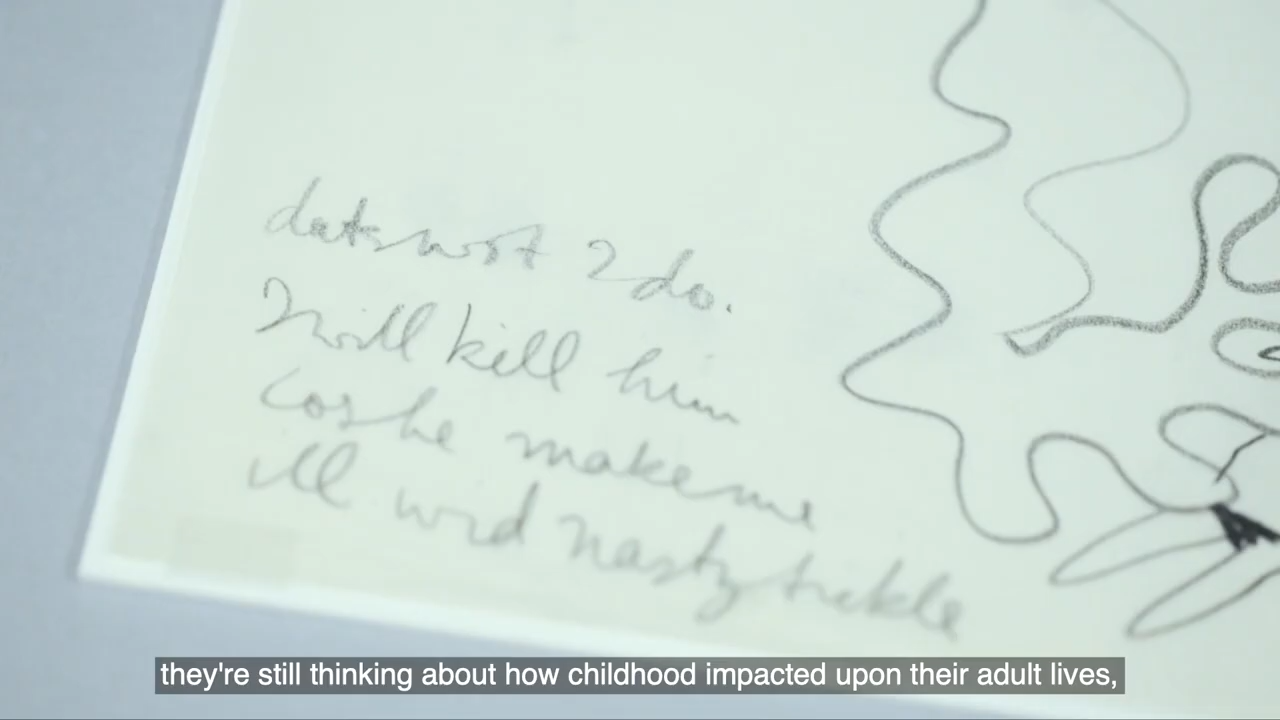 dats wot 2 do.
I will kill him
cos he make me
ill wid nasty tickle
they're still thinking about how childhood impacted upon their adult lives,